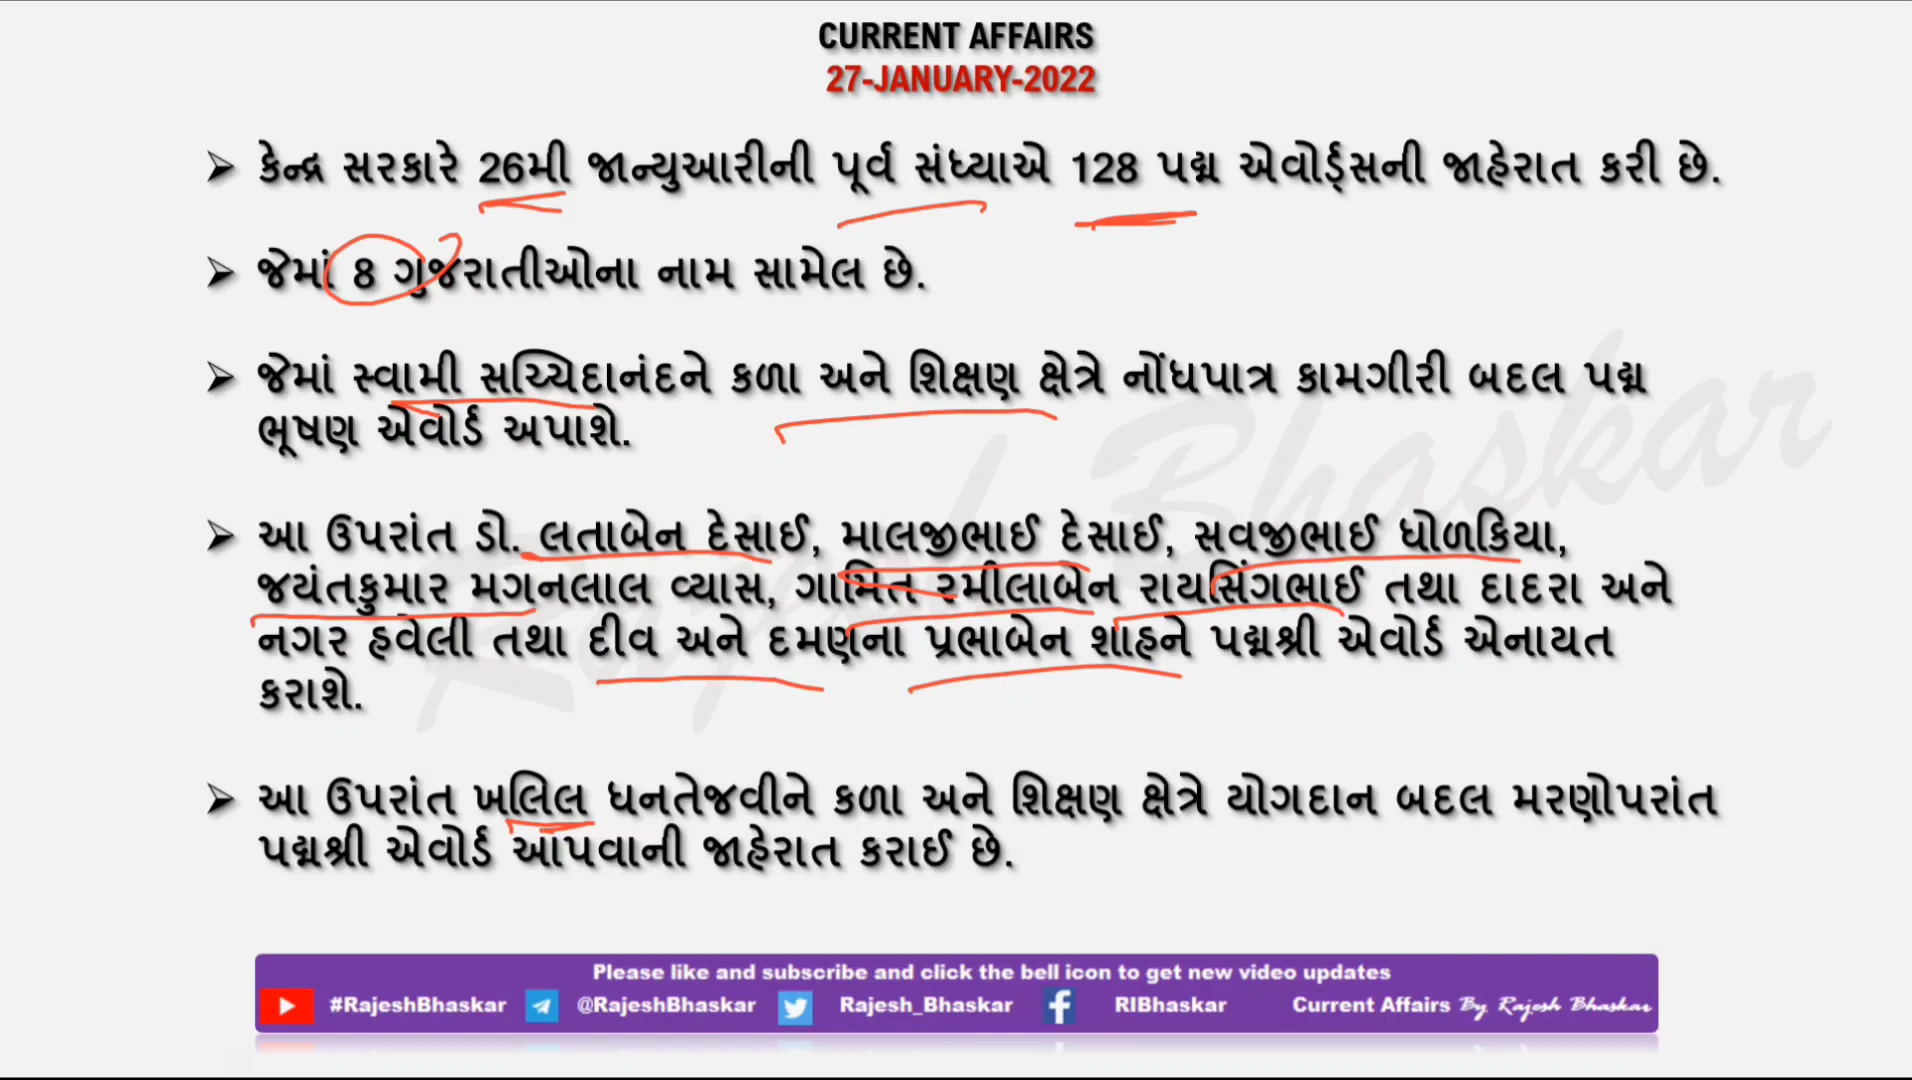 CURRENT AFFAIRS
27-JANUARY-2022
➢ કેન્દ્ર સરકારે 26મી જાન્યુઆરીની પૂર્વ સંધ્યાએ 128 પદ્મ એવોર્ડ્સની જાહેરાત કરી છે.
➢ જેમાં 8 ગુજરાતીઓના નામ સામેલ છે.
➢ જેમાં સ્વામી સચ્ચિદાનંદને કળા અને શિક્ષણ ક્ષેત્રે નોંધપાત્ર કામગીરી બદલ પદ્મ
ભૂષણ એવોર્ડ અપાશે.
➢ આ ઉપરાંત ડો. લતાબેન દેસાઈ, માલજીભાઈ દેસાઈ, સવજીભાઈ ધોળકિયા,
જયંતકુમાર મગનલાલ વ્યાસ, ગામિત રમીલાબેન રાયસિંગભાઈ તથા દાદરા અને
નગર હવેલી તથા દીવ અને દમણના પ્રભાબેન શાહને પદ્મશ્રી એવોર્ડ એનાયત
કરાશે.
➢ આ ઉપરાંત ખલિલ ધનતેજવીને કળા અને શિક્ષણ ક્ષેત્રે યોગદાન બદલ મરણોપરાંત
પદ્મશ્રી એવોર્ડ આપવાની જાહેરાત કરાઈ છે.
Rajesh Bhaskar
Please like and subscribe and click the bell icon to get new video updates
#RajeshBhaskar @RajeshBhaskar Rajesh_Bhaskar RIBhaskar Current Affairs By Rajesh Bhaskar